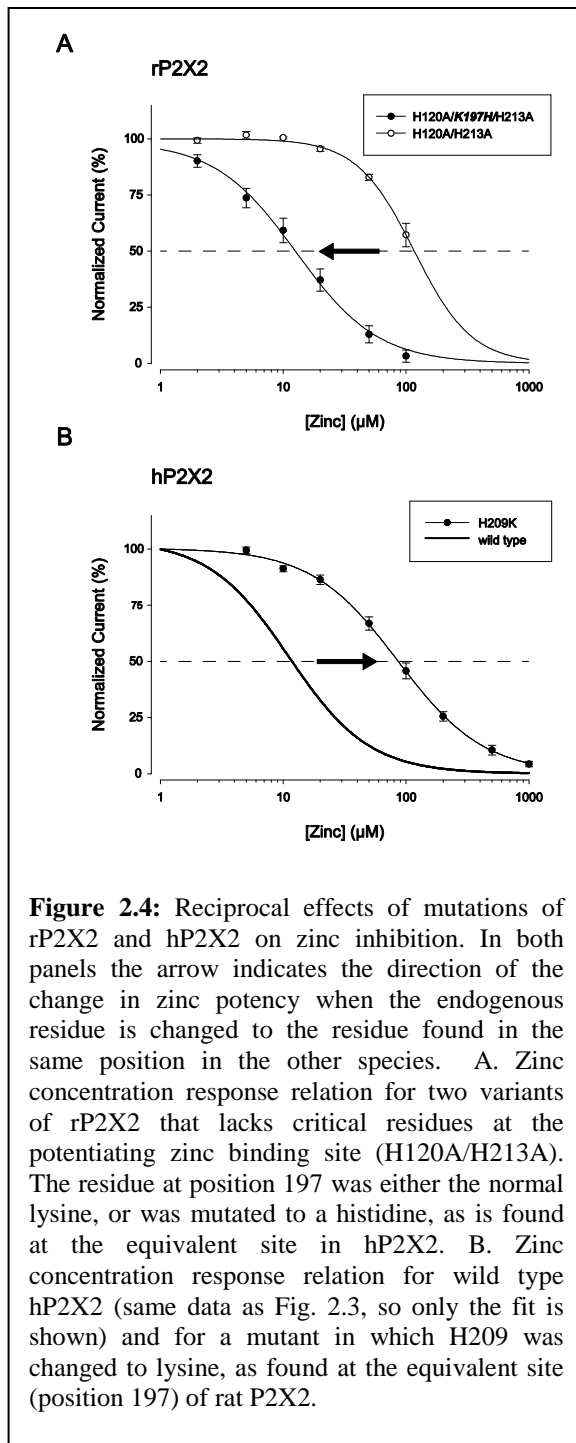 A
rP2X2
H120A/K197H/H213A
H120A/H213A
Normalized Current (%)
100
75
50
25
0
1 10 100 1000
[Zinc] (µM)
B
hP2X2
H209K
wild type
Normalized Current (%)
100
75
50
25
0
1 10 100 1000
[Zinc] (µM)
Figure 2.4: Reciprocal effects of mutations of
rP2X2 and hP2X2 on zinc inhibition. In both
panels the arrow indicates the direction of the
change in zinc potency when the endogenous
residue is changed to the residue found in the
same position in the other species. A. Zinc
concentration response relation for two variants
of rP2X2 that lacks critical residues at the
potentiating zinc binding site (H120A/H213A).
The residue at position 197 was either the normal
lysine, or was mutated to a histidine, as is found
at the equivalent site in hP2X2. B. Zinc
concentration response relation for wild type
hP2X2 (same data as Fig. 2.3, so only the fit is
shown) and for a mutant in which H209 was
changed to lysine, as found at the equivalent site
(position 197) of rat P2X2.